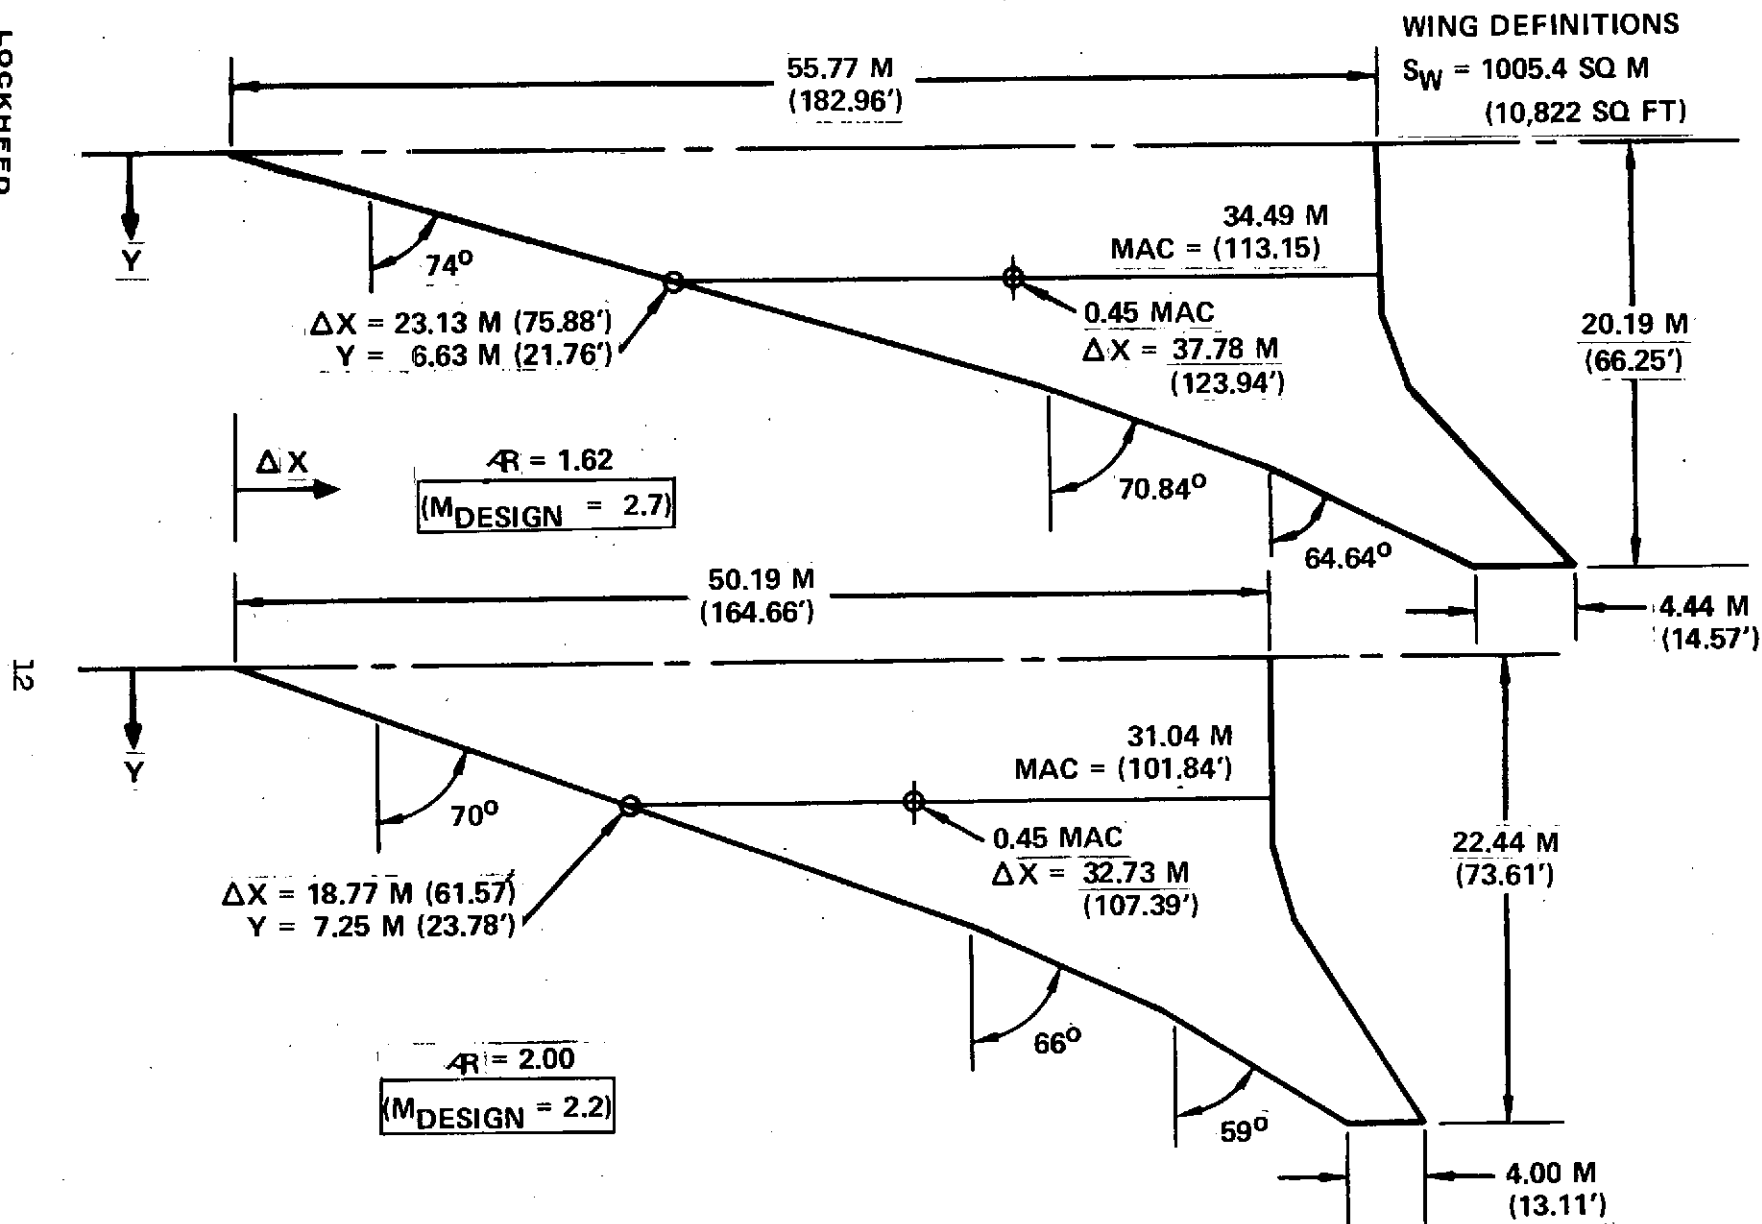 LOCKHEED
12
WING DEFINITIONS
SW = 1005.4 SQ M
(10,822 SQ FT)
55.77 M
(182.96')
Y
74°
34.49 M
MAC = (113.15)
ΔX = 23.13 M (75.88')
Y = 6.63 M (21.76')
0.45 MAC
ΔX = 37.78 M
(123.94')
20.19 M
(66.25')
ΔX
AR = 1.62
(MDESIGN = 2.7)
70.84°
64.64°
4.44 M
(14.57')
50.19 M
(164.66')
Y
70°
31.04 M
MAC = (101.84')
ΔX = 18.77 M (61.57)
Y = 7.25 M (23.78')
0.45 MAC
ΔX = 32.73 M
(107.39')
22.44 M
(73.61')
66°
AR = 2.00
(MDESIGN = 2.2)
59°
4.00 M
(13.11')